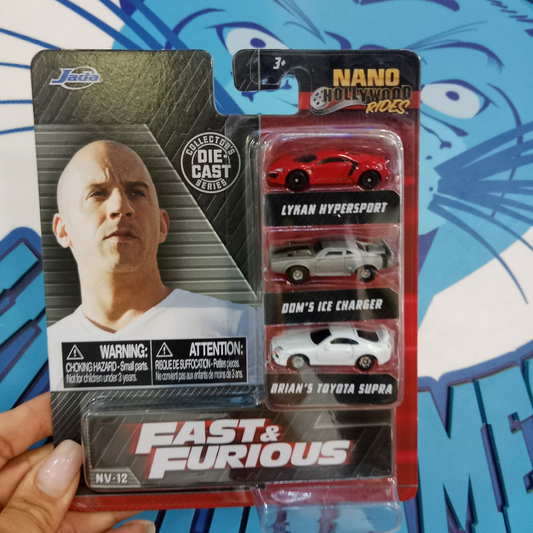 Jada
3+
NANO
HOLLYWOOD
RIDES
COLLECTOR'S
DIE-
CAST
SERIES
LYKAN HYPERSPORT
DOM'S ICE CHARGER
BRIAN'S TOYOTA SUPRA
WARNING:
CHOKING HAZARD - Small parts.
Not for children under 3 years.
ATTENTION:
RISQUE DE SUFFOCATION - Petites pièces.
Ne convient pas aux enfants de moins de 3 ans.
FAST &
FURIOUS
NV-12
ME